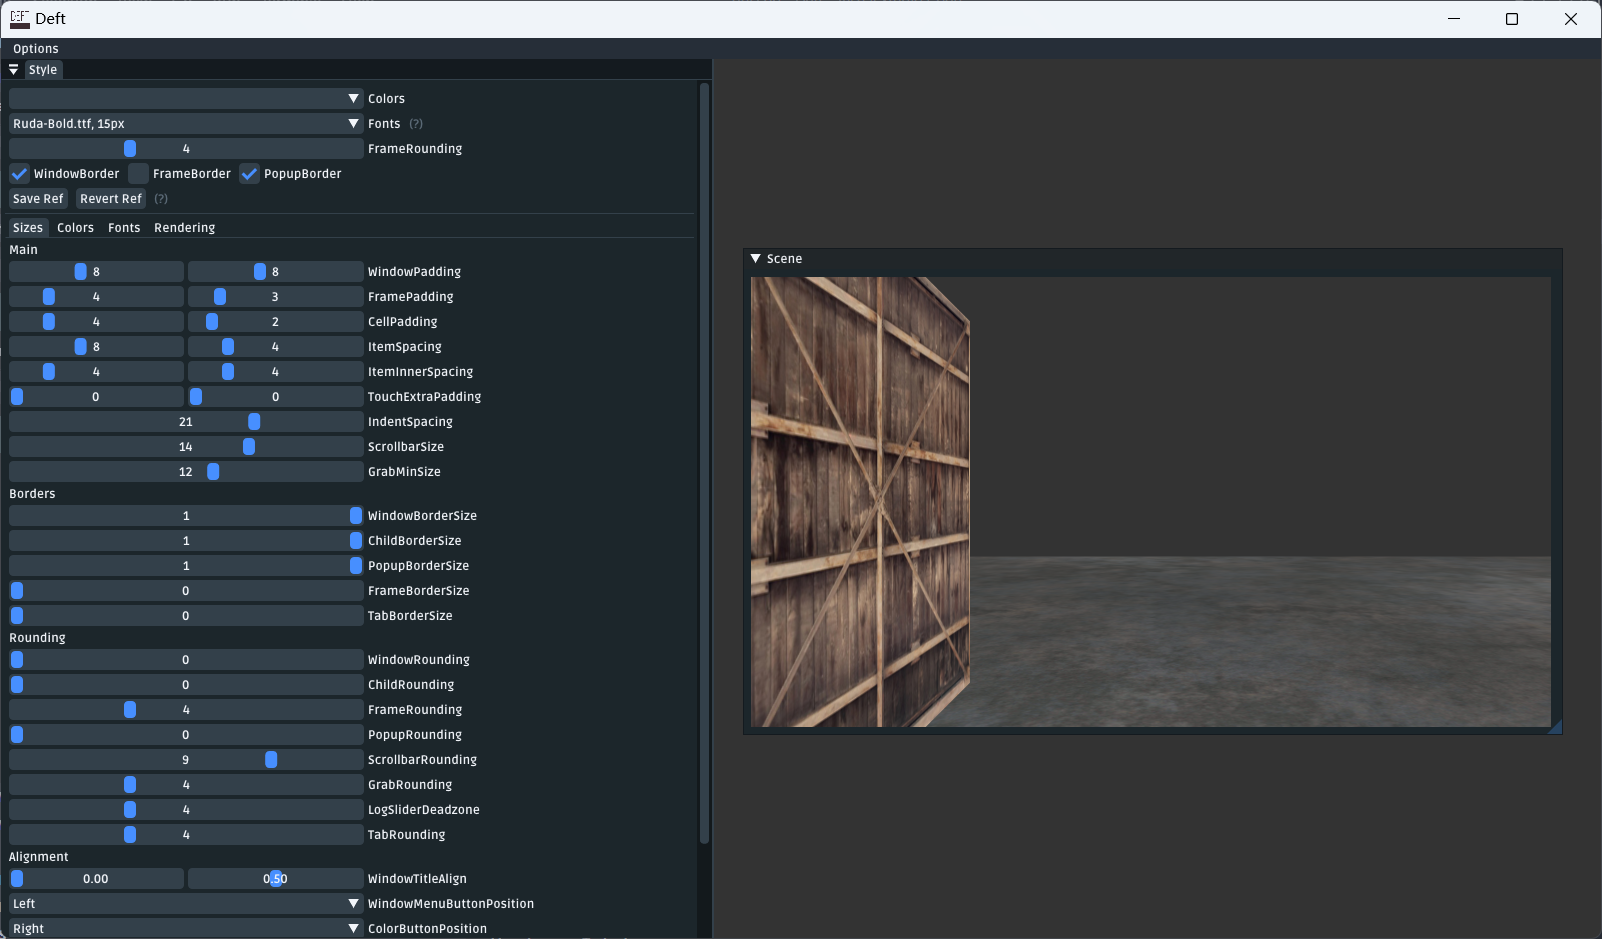 DEFT Deft
Options
Style
Colors
Ruda-Bold.ttf, 15px Fonts (?)
4 FrameRounding
WindowBorder FrameBorder PopupBorder
Save Ref Revert Ref (?)
Sizes Colors Fonts Rendering
Main
8 8 WindowPadding
4 3 FramePadding
4 2 CellPadding
8 4 ItemSpacing
4 4 ItemInnerSpacing
0 0 TouchExtraPadding
21 IndentSpacing
14 ScrollbarSize
12 GrabMinSize
Borders
1 WindowBorderSize
1 ChildBorderSize
1 PopupBorderSize
0 FrameBorderSize
0 TabBorderSize
Rounding
0 WindowRounding
0 ChildRounding
4 FrameRounding
0 PopupRounding
9 ScrollbarRounding
4 GrabRounding
4 LogSliderDeadzone
4 TabRounding
Alignment
0.00 0.50 WindowTitleAlign
Left WindowMenuButtonPosition
Right ColorButtonPosition
Scene